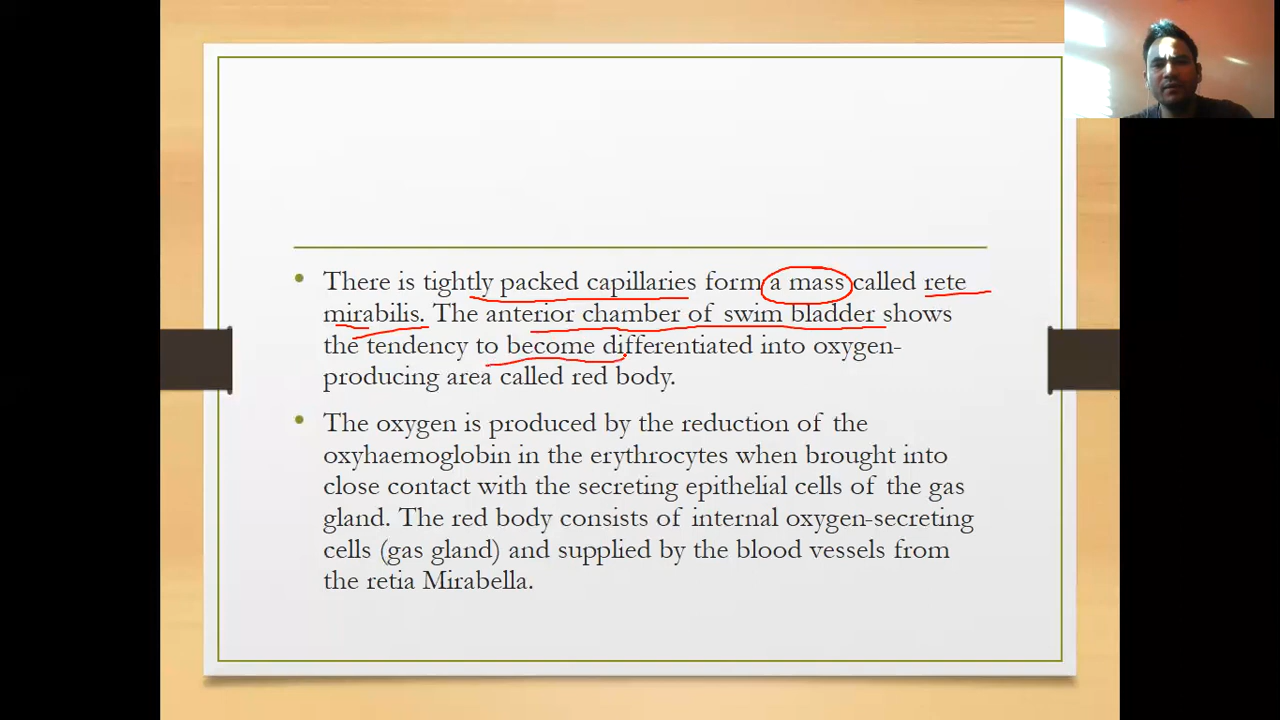 There is tightly packed capillaries form a mass called rete
mirabilis. The anterior chamber of swim bladder shows
the tendency to become differentiated into oxygen-
producing area called red body.
The oxygen is produced by the reduction of the
oxyhaemoglobin in the erythrocytes when brought into
close contact with the secreting epithelial cells of the gas
gland. The red body consists of internal oxygen-secreting
cells (gas gland) and supplied by the blood vessels from
the retia Mirabella.